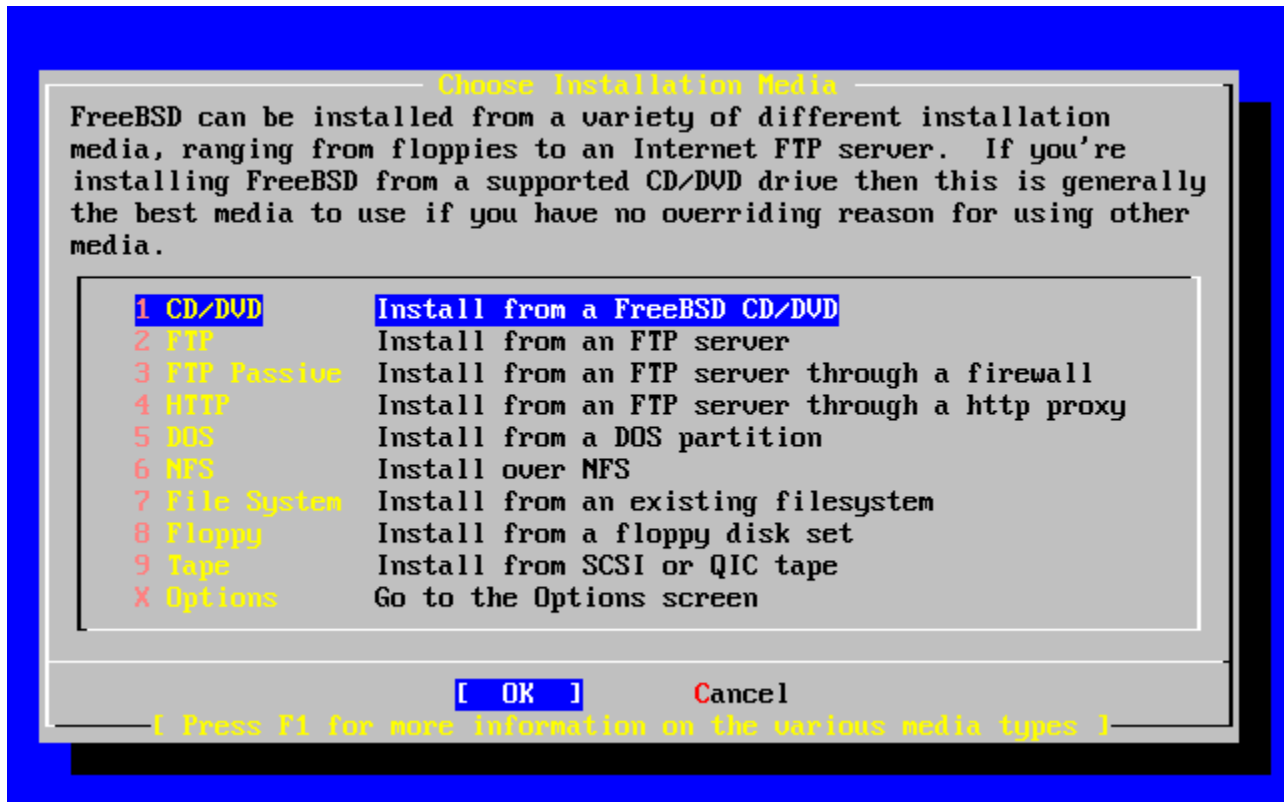 Choose Installation Media
FreeBSD can be installed from a variety of different installation
media, ranging from floppies to an Internet FTP server.  If you're
installing FreeBSD from a supported CD/DVD drive then this is generally
the best media to use if you have no overriding reason for using other
media.
1 CD/DVD Install from a FreeBSD CD/DVD
2 FTP Install from an FTP server
3 FTP Passive Install from an FTP server through a firewall
4 HTTP Install from an FTP server through a http proxy
5 DOS Install from a DOS partition
6 NFS Install over NFS
7 File System Install from an existing filesystem
8 Floppy Install from a floppy disk set
9 Tape Install from SCSI or QIC tape
X Options Go to the Options screen
[ OK ] Cancel
[ Press F1 for more information on the various media types ]